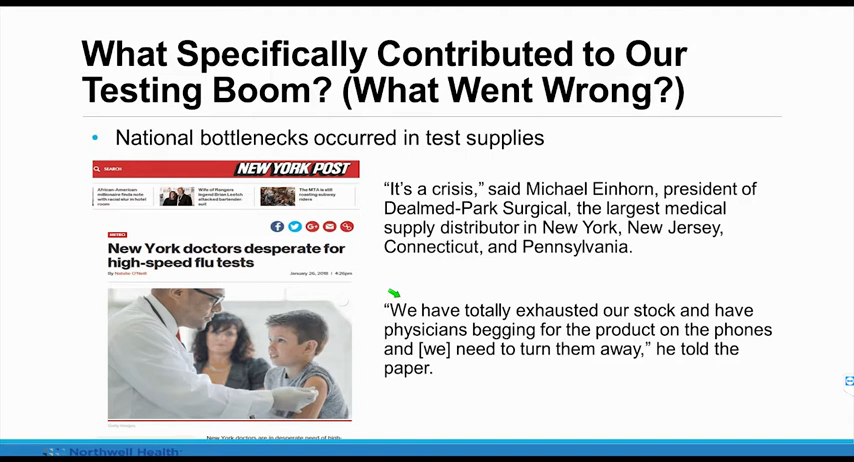 What Specifically Contributed to Our
Testing Boom? (What Went Wrong?)
• National bottlenecks occurred in test supplies
SEARCH
NEW YORK POST
African-American
millionaire finds note
with racial slur in hotel
room
Wife of Rangers
legend Brian Leetch
attacked bartender
suit
The MTA is still
roasting subway
riders
METRO
New York doctors desperate for
high-speed flu tests
By Natalie O'Neill
January 26, 2018 | 4:26pm
Getty Images
New York doctors are in desperate need of high-
"It's a crisis," said Michael Einhorn, president of
Dealmed-Park Surgical, the largest medical
supply distributor in New York, New Jersey,
Connecticut, and Pennsylvania.
"We have totally exhausted our stock and have
physicians begging for the product on the phones
and [we] need to turn them away," he told the
paper.
Northwell Health